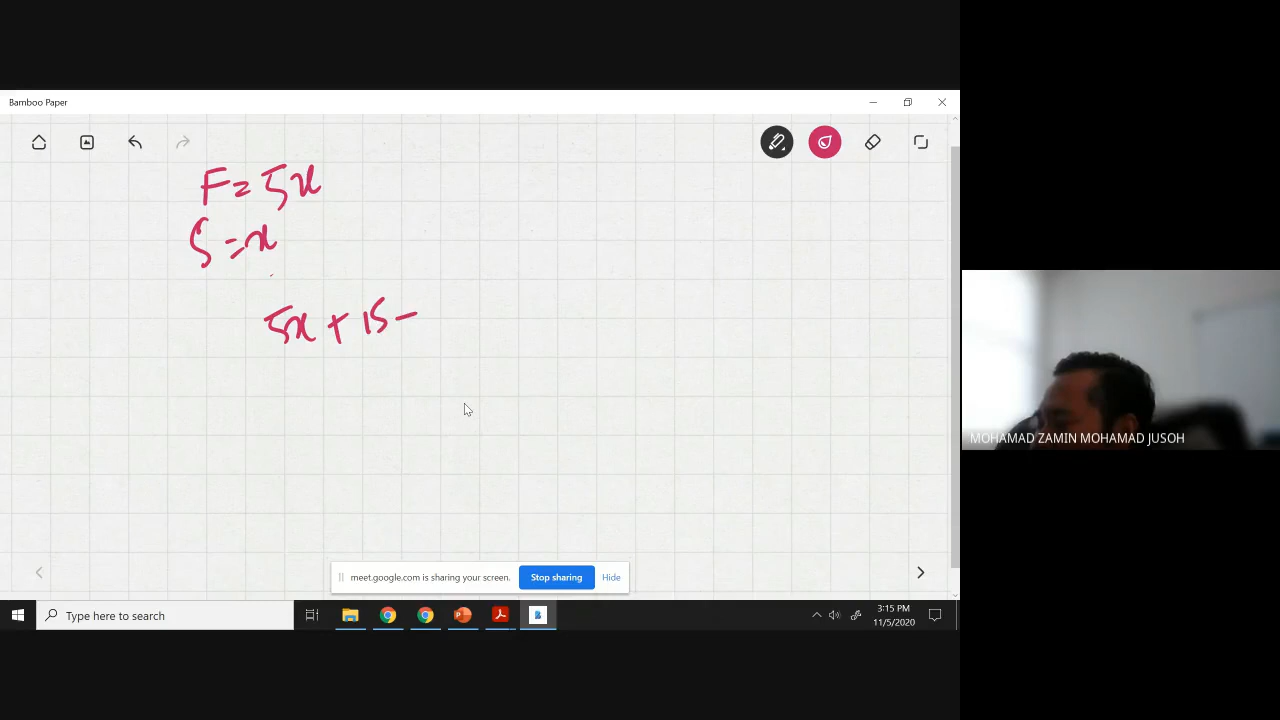 Bamboo Paper
F = 5x
S = x
5x + 15 -
MOHAMAD ZAMIN MOHAMAD JUSOH
meet.google.com is sharing your screen. Stop sharing Hide
Type here to search
3:15 PM
11/5/2020